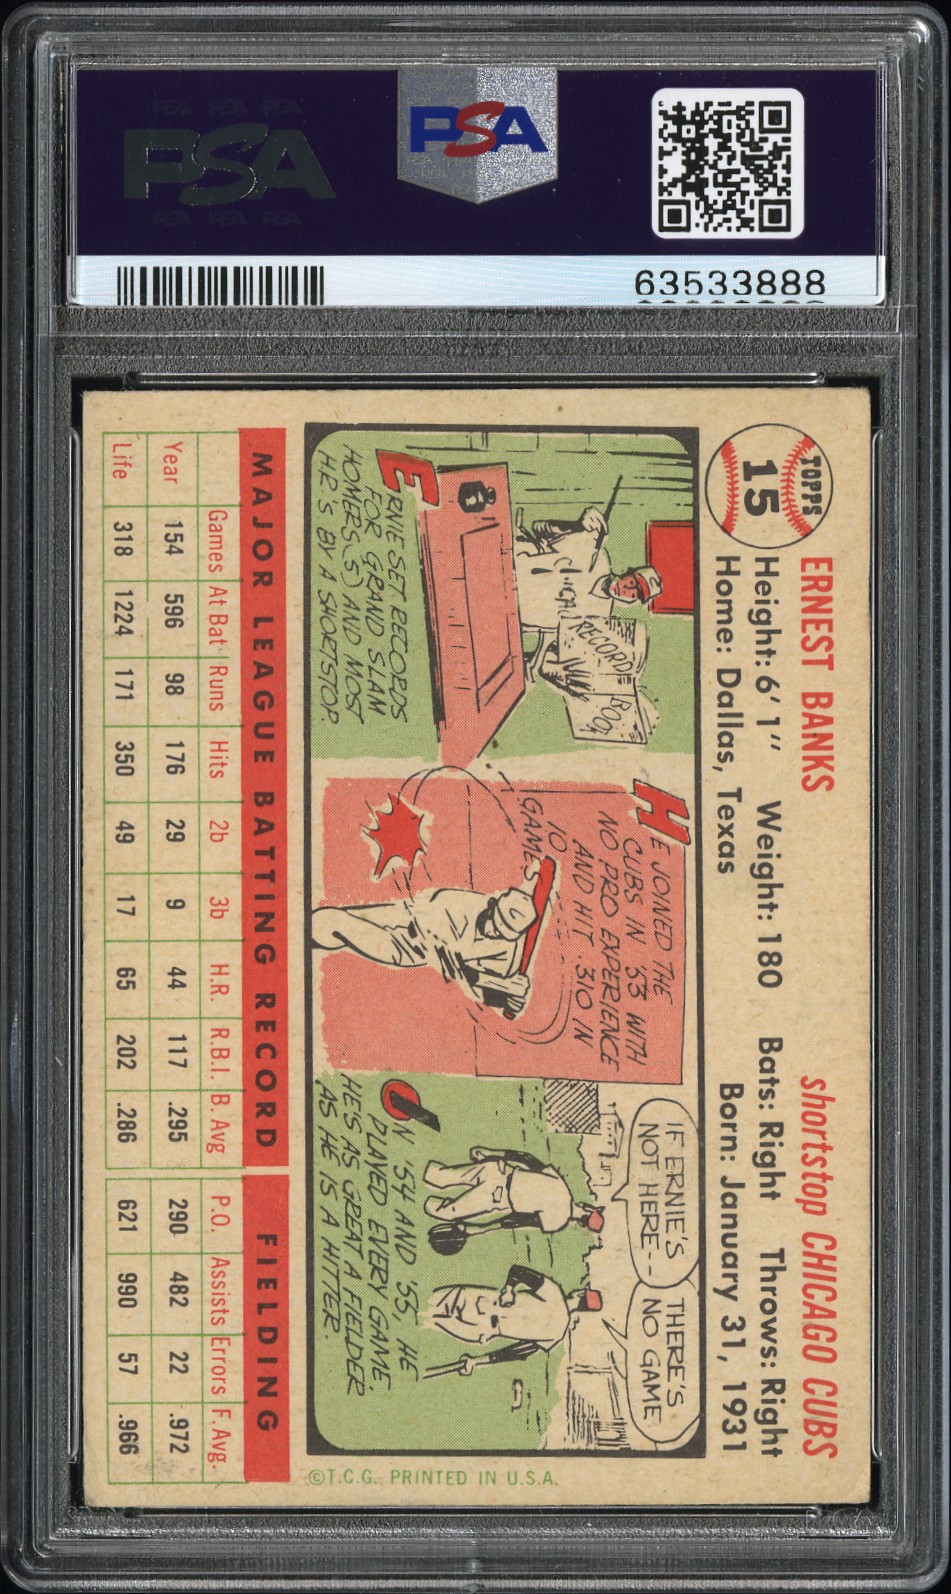 PSA
PSA
63533888
TOPPS
15
ERNEST BANKS shortstop CHICAGO CUBS
Height: 6' 1" Weight: 180 Bats: Right Throws: Right
Home: Dallas, Texas Born: January 31, 1931
CHICAGO
RECORD BOOK
ERNIE SET RECORDS
FOR GRAND SLAM
HOMERS (5) AND MOST
H.R.'S BY A SHORTSTOP.
HE JOINED THE
CUBS IN '53 WITH
NO PRO EXPERIENCE
AND HIT .310 IN
10
GAMES
IF ERNIE'S
NOT HERE--
THERE'S
NO GAME
IN '54 AND '55, HE
PLAYED EVERY GAME.
HE'S AS GREAT A FIELDER
AS HE IS A HITTER.
MAJOR LEAGUE BATTING RECORD FIELDING
Games At Bat Runs Hits 2b 3b H.R. R.B.I. B. Avg P.O. Assists Errors F. Avg.
Year 154 596 98 176 29 9 44 117 .295 290 482 22 .972
Life 318 1224 171 350 49 17 65 202 .286 621 990 57 .966
©T.C.G. PRINTED IN U.S.A.